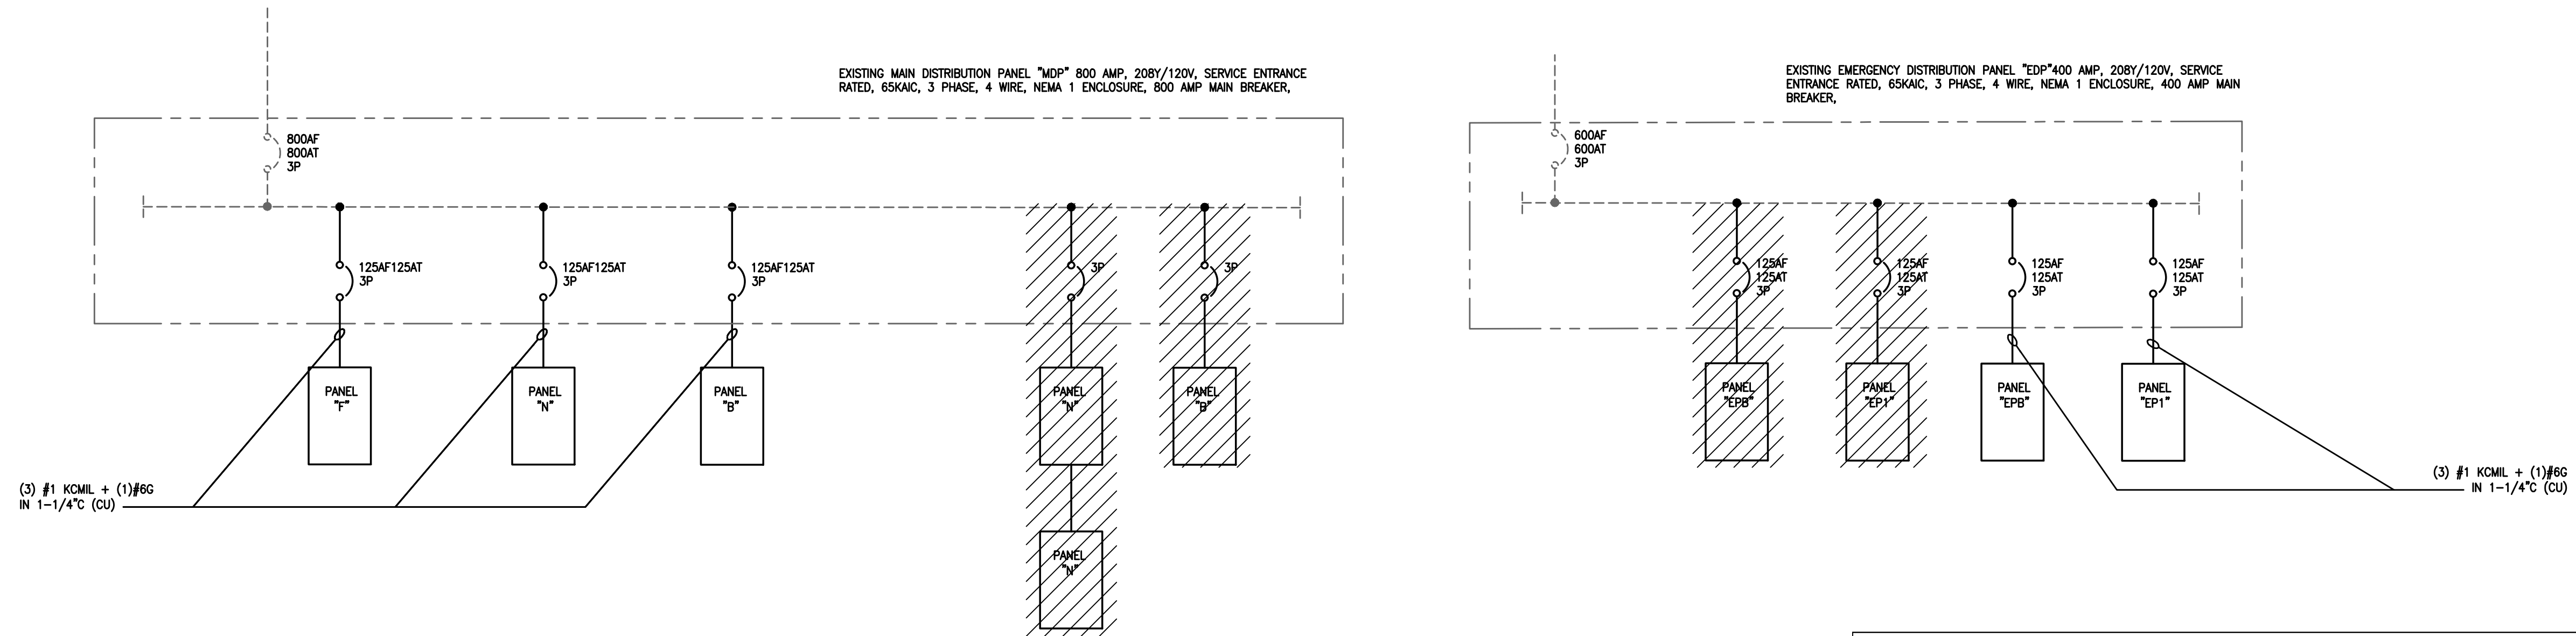 EXISTING MAIN DISTRIBUTION PANEL "MDP" 800 AMP, 208Y/120V, SERVICE ENTRANCE
RATED, 65KAIC, 3 PHASE, 4 WIRE, NEMA 1 ENCLOSURE, 800 AMP MAIN BREAKER,
800AF
800AT
3P
125AF125AT
3P
125AF125AT
3P
125AF125AT
3P
3P
3P
PANEL
"F"
PANEL
"N"
PANEL
"B"
PANEL
"N"
PANEL
"B"
(3) #1 KCMIL + (1)#6G
IN 1-1/4"C (CU)
PANEL
"N"
EXISTING EMERGENCY DISTRIBUTION PANEL "EDP"400 AMP, 208Y/120V, SERVICE
ENTRANCE RATED, 65KAIC, 3 PHASE, 4 WIRE, NEMA 1 ENCLOSURE, 400 AMP MAIN
BREAKER,
600AF
600AT
3P
125AF
125AT
3P
125AF
125AT
3P
125AF
125AT
3P
125AF
125AT
3P
PANEL
"EPB"
PANEL
"EP1"
PANEL
"EPB"
PANEL
"EP1"
(3) #1 KCMIL + (1)#6G
IN 1-1/4"C (CU)